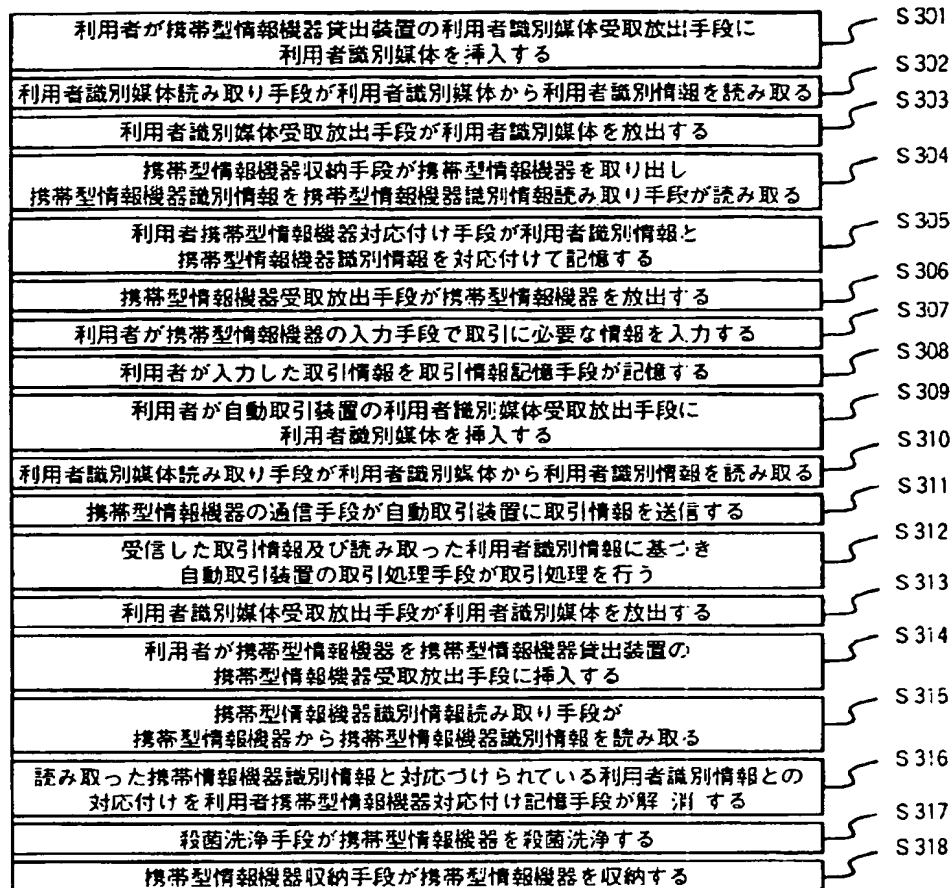 利用者が携帯型情報機器貸出装置の利用者識別媒体受取放出手段に
利用者識別媒体を挿入する
S301
利用者識別媒体読み取り手段が利用者識別媒体から利用者識別情報を読み取る
S302
利用者識別媒体受取放出手段が利用者識別媒体を放出する
S303
携帯型情報機器収納手段が携帯型情報機器を取り出し
携帯型情報機器識別情報を携帯型情報機器識別情報読み取り手段が読み取る
S304
利用者携帯型情報機器対応付け手段が利用者識別情報と
携帯型情報機器識別情報を対応付けて記憶する
S305
携帯型情報機器受取放出手段が携帯型情報機器を放出する
S306
利用者が携帯型情報機器の入力手段で取引に必要な情報を入力する
S307
利用者が入力した取引情報を取引情報記憶手段が記憶する
S308
利用者が自動取引装置の利用者識別媒体受取放出手段に
利用者識別媒体を挿入する
S309
利用者識別媒体読み取り手段が利用者識別媒体から利用者識別情報を読み取る
S310
携帯型情報機器の通信手段が自動取引装置に取引情報を送信する
S311
受信した取引情報及び読み取った利用者識別情報に基づき
自動取引装置の取引処理手段が取引処理を行う
S312
利用者識別媒体受取放出手段が利用者識別媒体を放出する
S313
利用者が携帯型情報機器を携帯型情報機器貸出装置の
携帯型情報機器受取放出手段に挿入する
S314
携帯型情報機器識別情報読み取り手段が
携帯型情報機器から携帯型情報機器識別情報を読み取る
S315
読み取った携帯情報機器識別情報と対応づけられている利用者識別情報との
対応付けを利用者携帯型情報機器対応付け記憶手段が解 消 する
S316
殺菌洗浄手段が携帯型情報機器を殺菌洗浄する
S317
携帯型情報機器収納手段が携帯型情報機器を収納する
S318